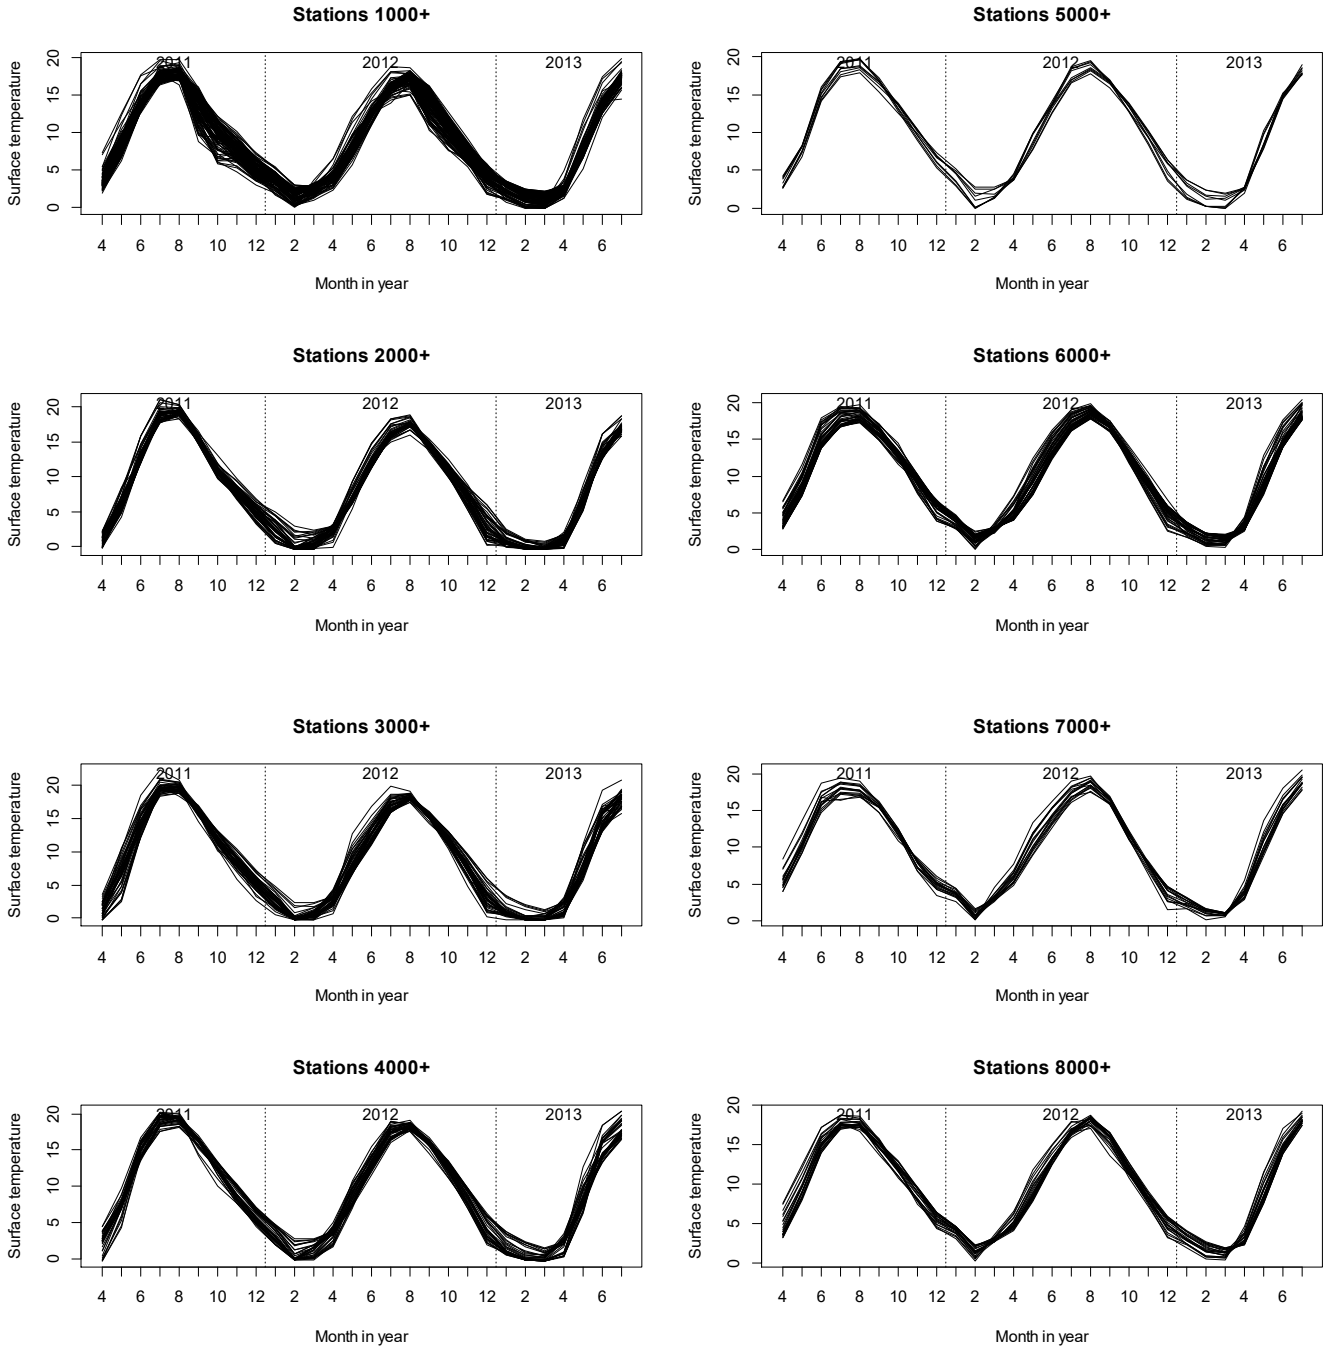 Stations 1000+
Surface temperature
0 5 10 15 20
2011 2012 2013
4 6 8 10 12 2 4 6 8 10 12 2 4 6
Month in year
Stations 5000+
Surface temperature
0 5 10 15 20
2011 2012 2013
4 6 8 10 12 2 4 6 8 10 12 2 4 6
Month in year
Stations 2000+
Surface temperature
0 5 10 15 20
2011 2012 2013
4 6 8 10 12 2 4 6 8 10 12 2 4 6
Month in year
Stations 6000+
Surface temperature
0 5 10 15 20
2011 2012 2013
4 6 8 10 12 2 4 6 8 10 12 2 4 6
Month in year
Stations 3000+
Surface temperature
0 5 10 15 20
2011 2012 2013
4 6 8 10 12 2 4 6 8 10 12 2 4 6
Month in year
Stations 7000+
Surface temperature
0 5 10 15 20
2011 2012 2013
4 6 8 10 12 2 4 6 8 10 12 2 4 6
Month in year
Stations 4000+
Surface temperature
0 5 10 15 20
2011 2012 2013
4 6 8 10 12 2 4 6 8 10 12 2 4 6
Month in year
Stations 8000+
Surface temperature
0 5 10 15 20
2011 2012 2013
4 6 8 10 12 2 4 6 8 10 12 2 4 6
Month in year